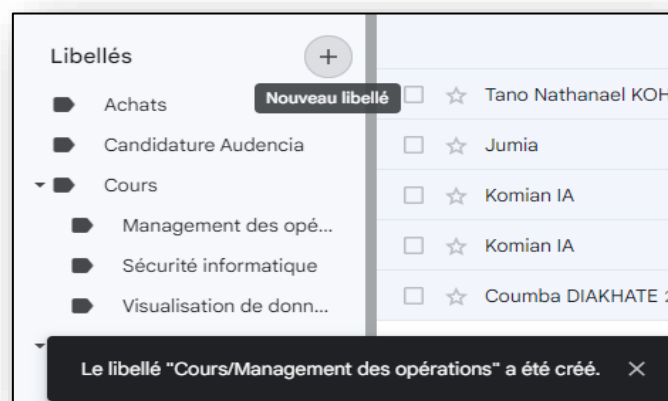 Libellés
Nouveau libellé
Achats
Candidature Audencia
Cours
Management des opé...
Sécurité informatique
Visualisation de donn...
Tano Nathanael KOH
Jumia
Komian IA
Komian IA
Coumba DIAKHATE
Le libellé "Cours/Management des opérations" a été créé.